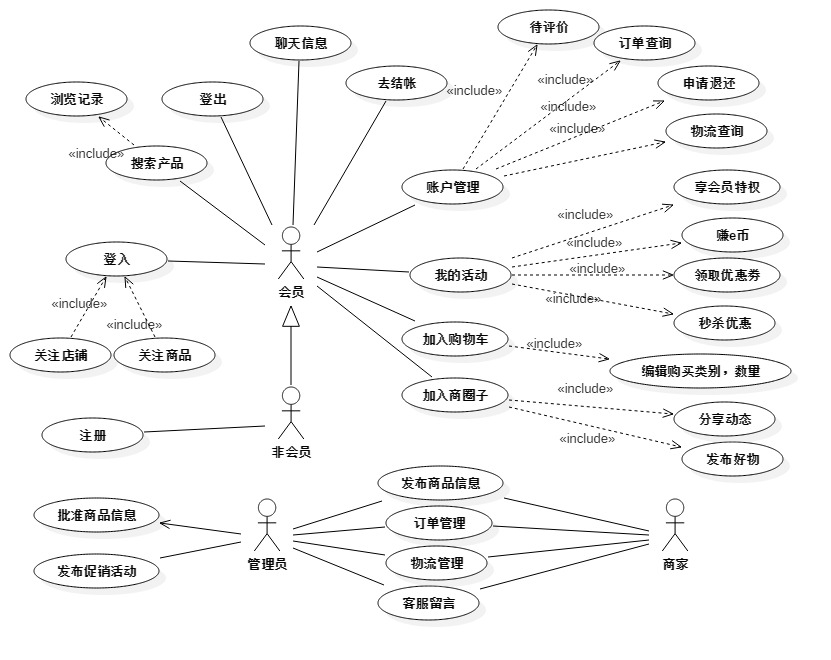 待评价
聊天信息
订单查询
去结帐
«include»
申请退还
«include»
浏览记录
登出
«include»
«include»
物流查询
«include»
搜索产品
账户管理
享会员特权
«include»
赚e币
«include»
登入
我的活动
«include»
领取优惠券
会员
«include»
«include»
秒杀优惠
«include»
加入购物车
«include»
关注店铺
关注商品
编辑购买类别，数量
«include»
加入商圈子
分享动态
注册
«include»
非会员
发布好物
发布商品信息
批准商品信息
订单管理
管理员
物流管理
商家
发布促销活动
客服留言